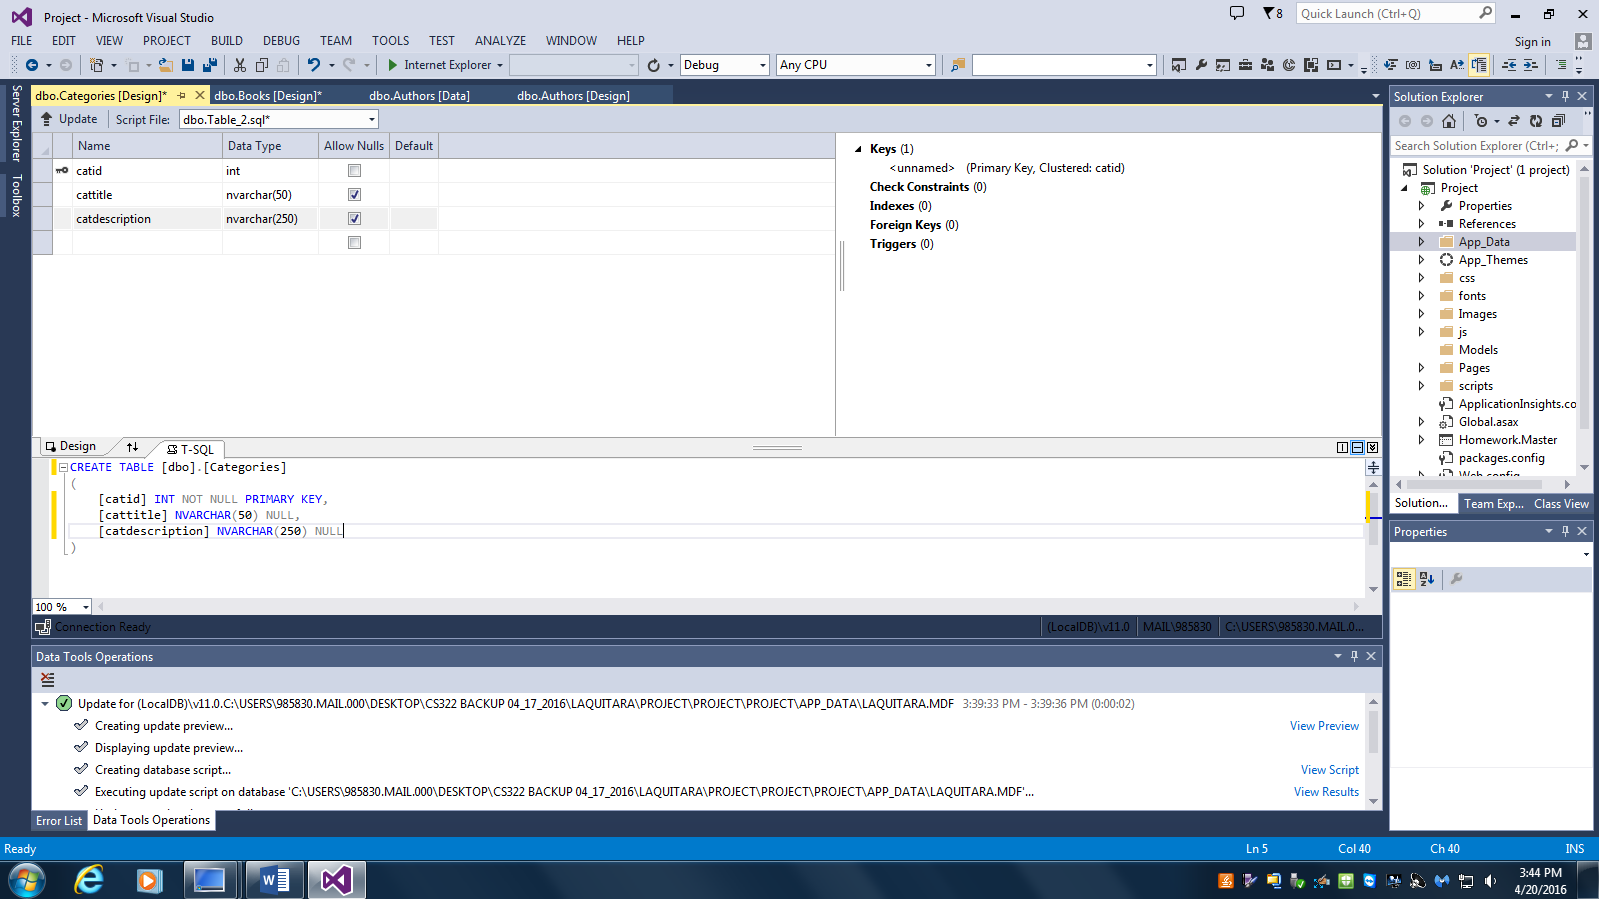 Project - Microsoft Visual Studio
8
Quick Launch (Ctrl+Q)
FILE EDIT VIEW PROJECT BUILD DEBUG TEAM TOOLS TEST ANALYZE WINDOW HELP
Sign in
Internet Explorer
Debug
Any CPU
Server Explorer
Toolbox
dbo.Categories [Design]* dbo.Books [Design]* dbo.Authors [Data] dbo.Authors [Design]
Update Script File: dbo.Table_2.sql*
Name Data Type Allow Nulls Default
catid int
cattitle nvarchar(50)
catdescription nvarchar(250)
Keys (1)
<unnamed> (Primary Key, Clustered: catid)
Check Constraints (0)
Indexes (0)
Foreign Keys (0)
Triggers (0)
Design T-SQL
CREATE TABLE [dbo].[Categories]
(
[catid] INT NOT NULL PRIMARY KEY,
[cattitle] NVARCHAR(50) NULL,
[catdescription] NVARCHAR(250) NULL
)
100 %
Connection Ready
(LocalDB)\v11.0 MAIL\985830 C:\USERS\985830.MAIL.0...
Data Tools Operations
Update for (LocalDB)\v11.0.C:\USERS\985830.MAIL.000\DESKTOP\CS322 BACKUP 04_17_2016\LAQUITARA\PROJECT\PROJECT\PROJECT\APP_DATA\LAQUITARA.MDF 3:39:33 PM - 3:39:36 PM (0:00:02)
Creating update preview... View Preview
Displaying update preview...
Creating database script... View Script
Executing update script on database 'C:\USERS\985830.MAIL.000\DESKTOP\CS322 BACKUP 04_17_2016\LAQUITARA\PROJECT\PROJECT\PROJECT\APP_DATA\LAQUITARA.MDF'... View Results
Error List Data Tools Operations
Solution Explorer
Search Solution Explorer (Ctrl+;
Solution 'Project' (1 project)
Project
Properties
References
App_Data
App_Themes
css
fonts
Images
js
Models
Pages
scripts
ApplicationInsights.co
Global.asax
Homework.Master
packages.config
Web.config
Solution... Team Exp... Class View
Properties
Ready Ln 5 Col 40 Ch 40 INS
3:44 PM
4/20/2016